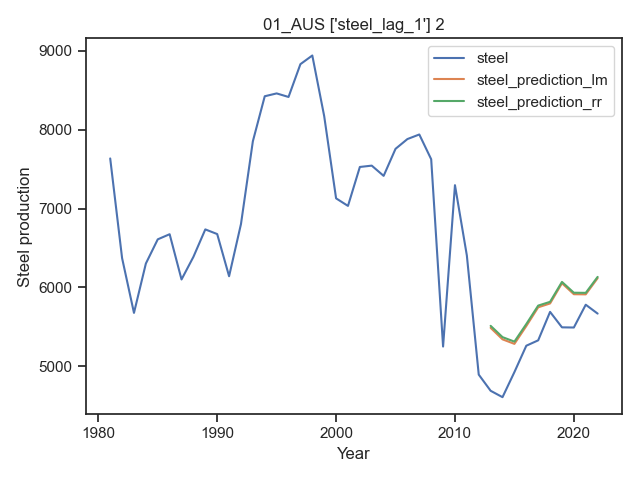 01_AUS ['steel_lag_1'] 2
steel
steel_prediction_lm
steel_prediction_rr
9000
8000
7000
6000
5000
Steel production
1980
1990
2000
2010
2020
Year